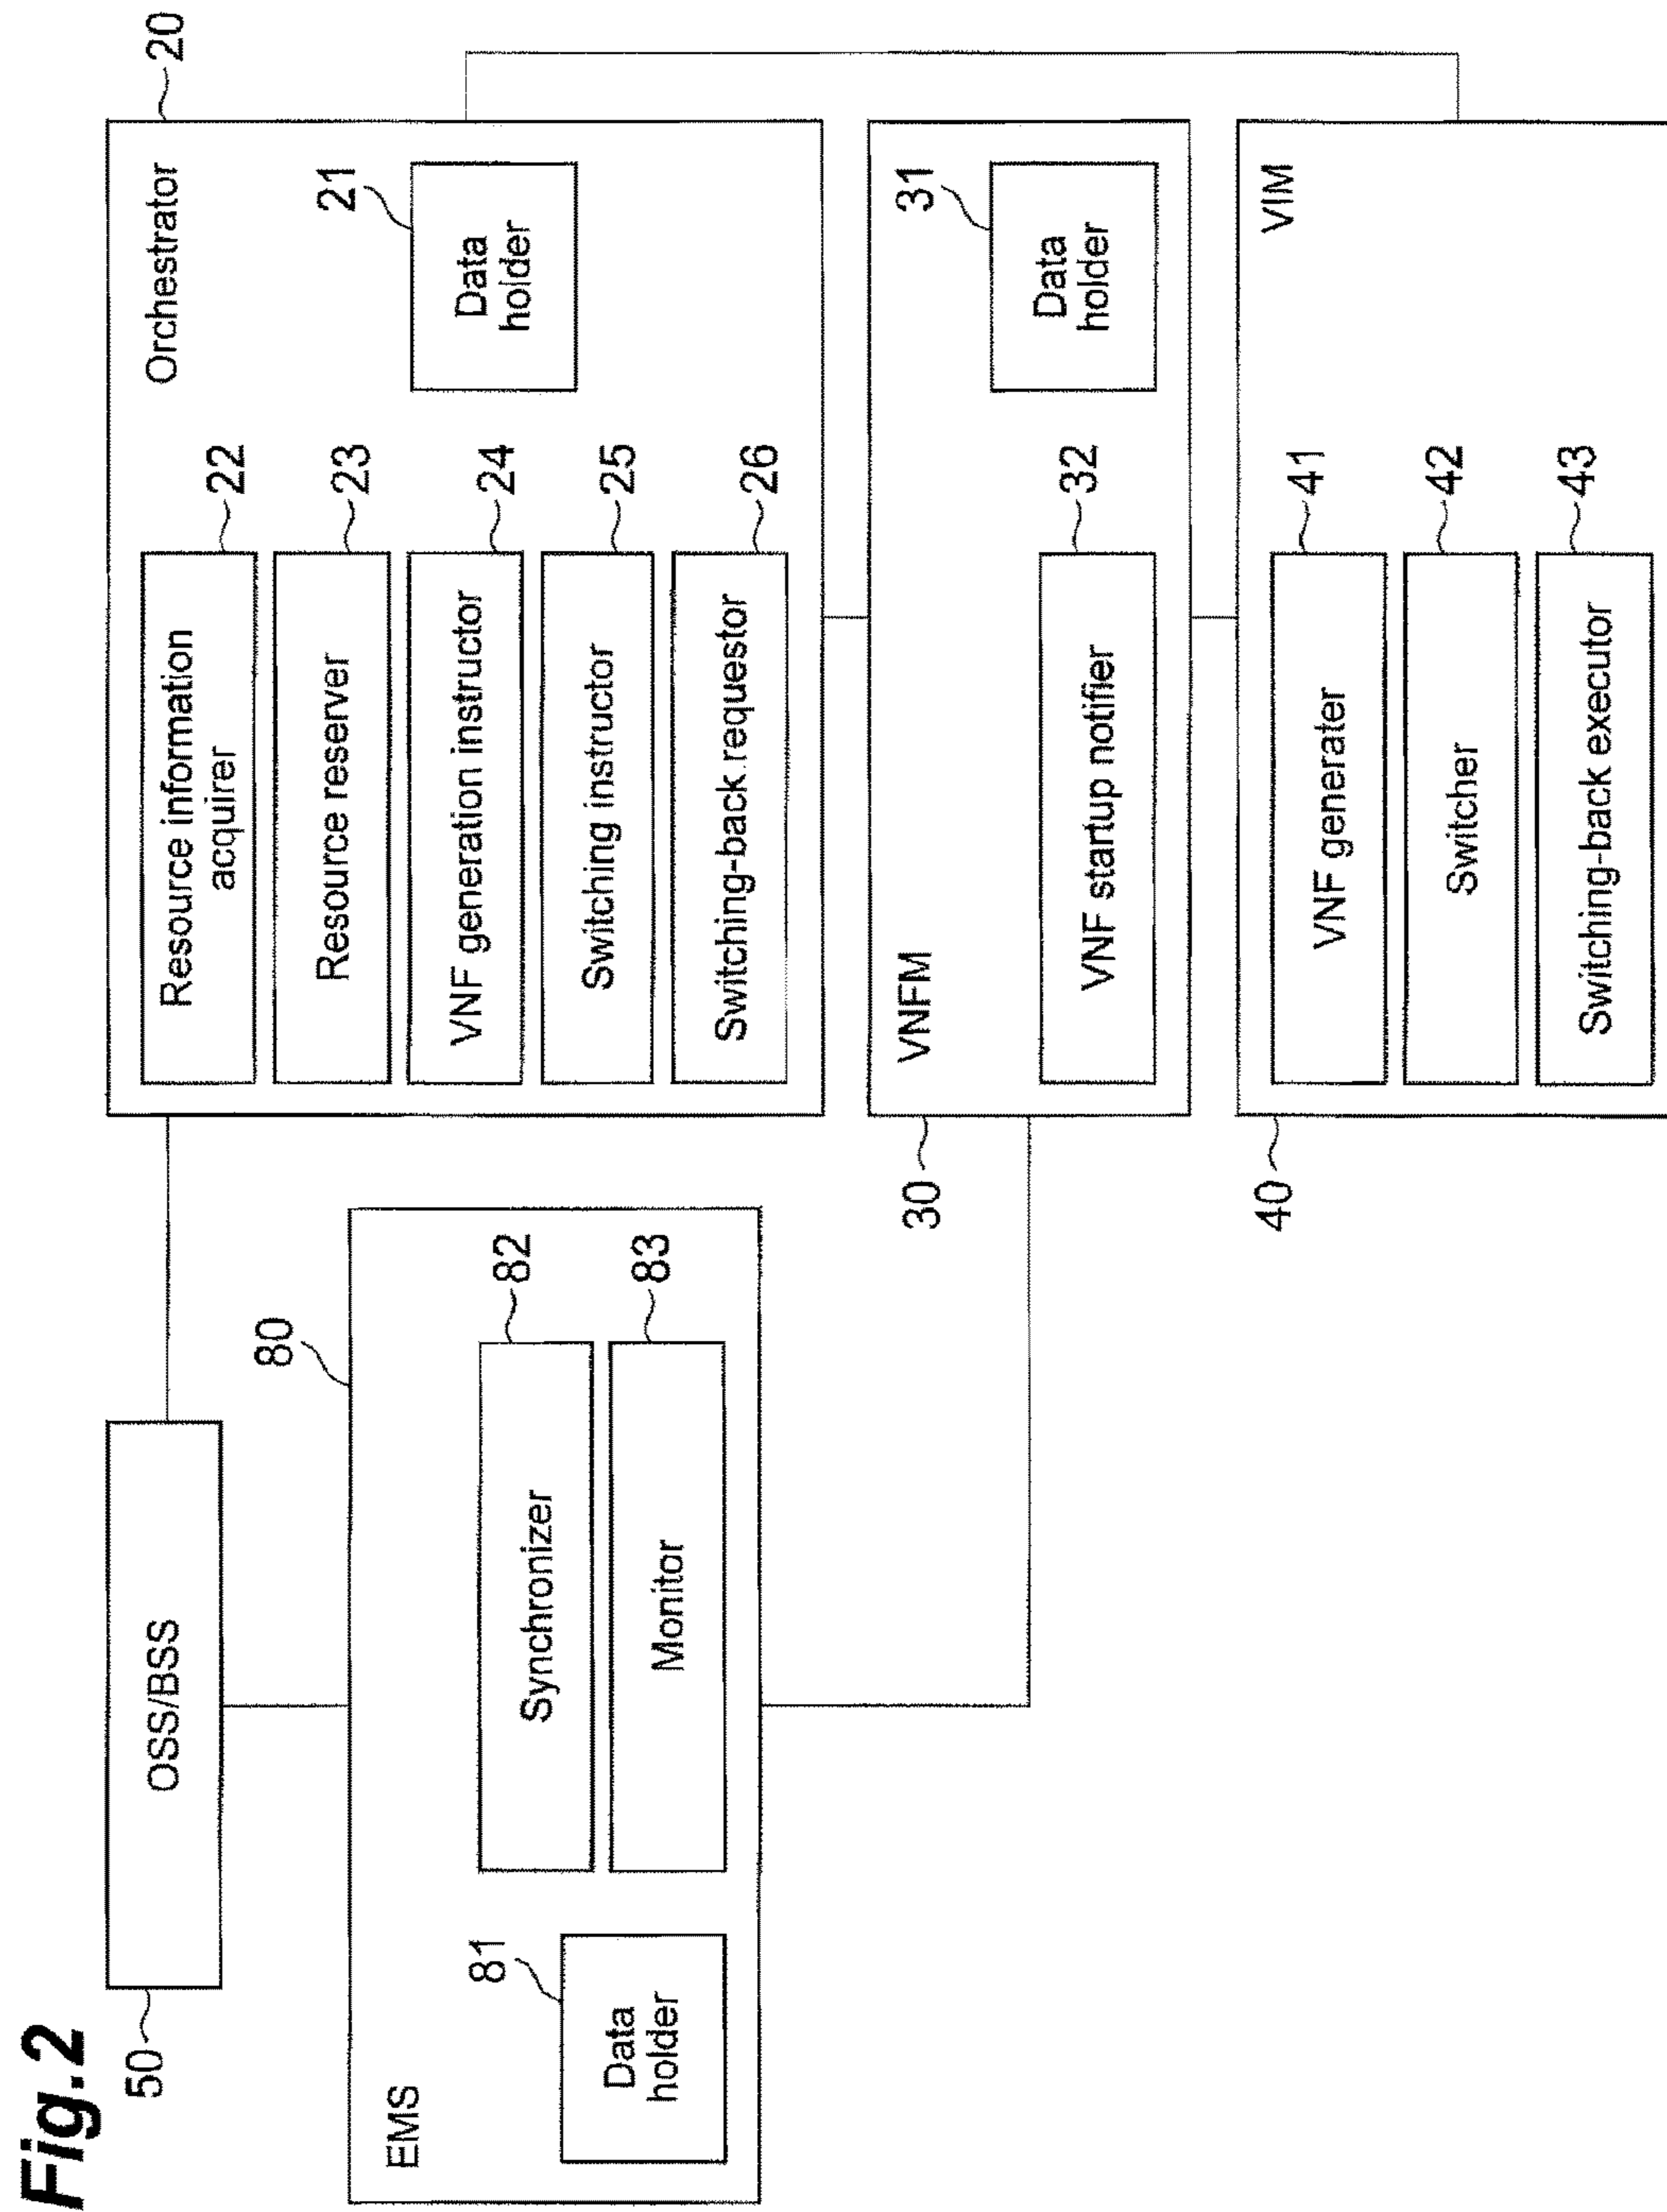 Fig.2
50
OSS/BSS
80
EMS
81
Data
holder
Synchronizer
82
Monitor
83
20
Orchestrator
Resource information
acquirer
22
Resource reserver
23
21
Data
holder
VNF generation instructor
24
Switching instructor
25
Switching-back requestor
26
30
VNFM
31
Data
holder
VNF startup notifier
32
40
VIM
VNF generater
41
Switcher
42
Switching-back executor
43